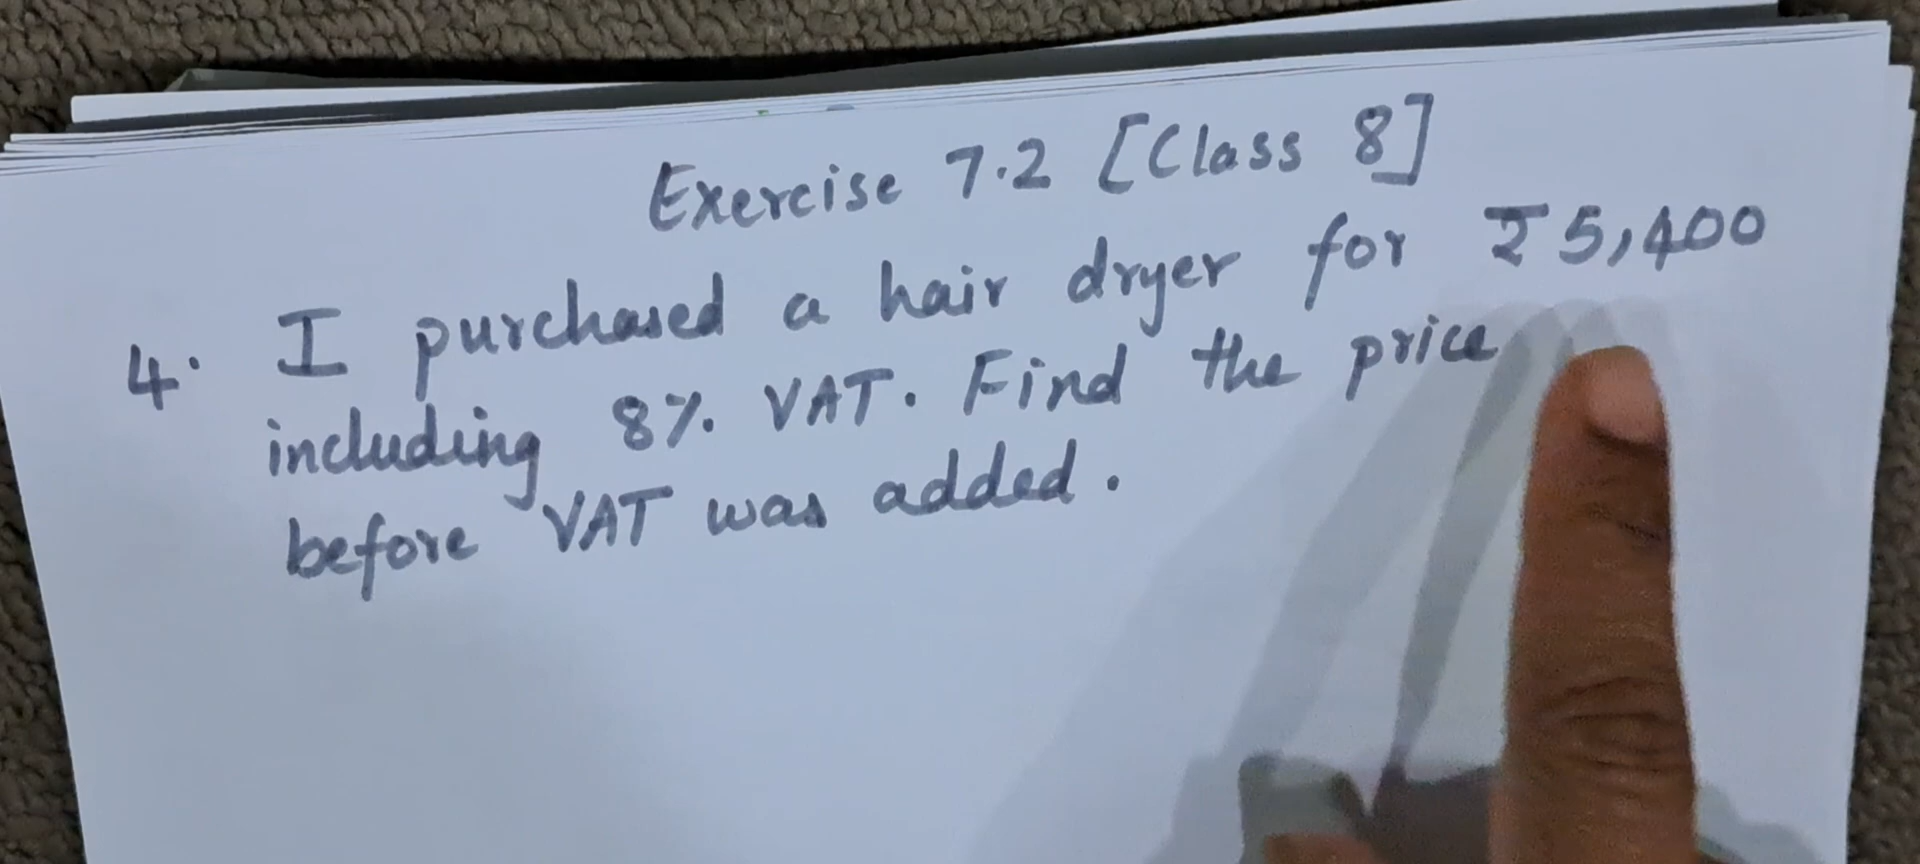 Exercise 7.2 [Class 8]
4. I purchased a hair dryer for ₹5,400
including 8% VAT. Find the price
before VAT was added.